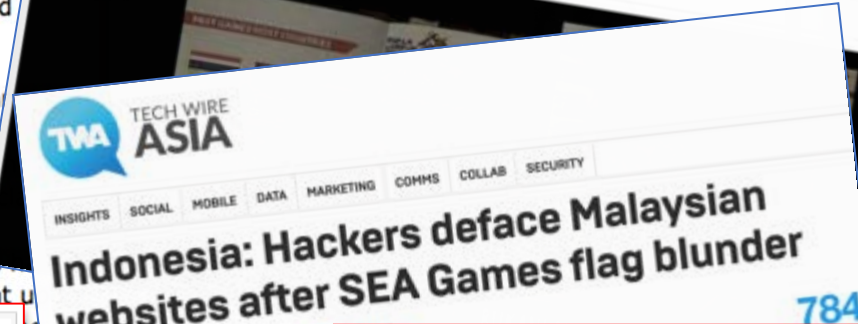 TWA
TECH WIRE
ASIA
INSIGHTS SOCIAL MOBILE DATA MARKETING COMMS COLLAB SECURITY
Indonesia: Hackers deface Malaysian
websites after SEA Games flag blunder
784